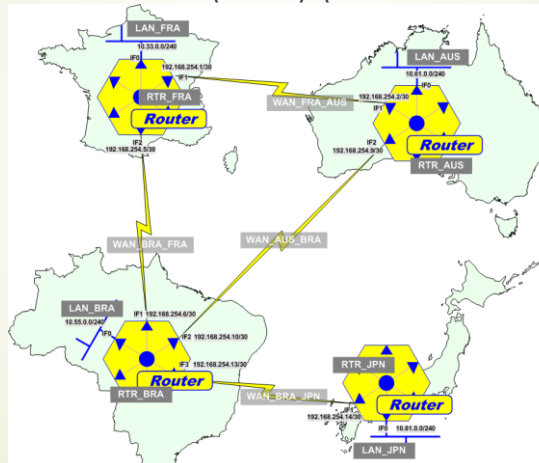 LAN_FRA
10.33.0.0/240
IF0
192.168.254.1/30
IF1
RTR_FRA
Router
IF2
192.168.254.5/30
LAN_AUS
10.61.0.0/240
IF0
192.168.254.2/30
IF1
WAN_FRA_AUS
Router
IF2
192.168.254.9/30
RTR_AUS
WAN_BRA_FRA
WAN_AUS_BRA
LAN_BRA
10.55.0.0/240
IF0
IF1 192.168.254.6/30
IF2 192.168.254.10/30
IF3 192.168.254.13/30
Router
RTR_BRA
WAN_BRA_JPN
RTR_JPN
Router
IF1
192.168.254.14/30
IF0
10.81.0.0/240
LAN_JPN